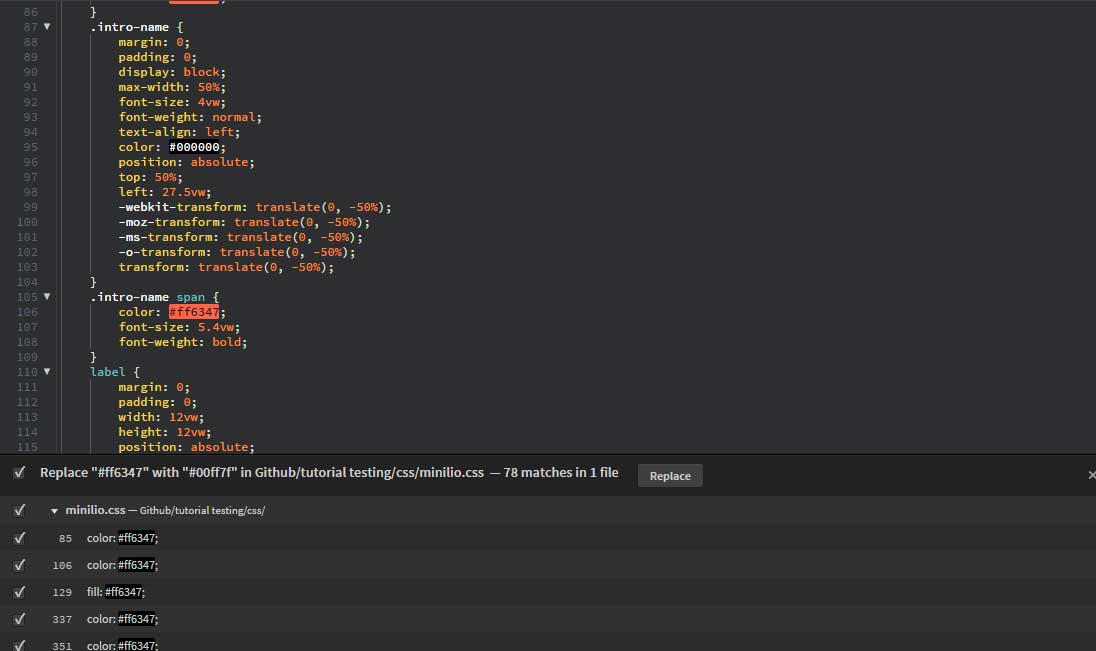 86 }
87 ▼ .intro-name {
88 margin: 0;
89 padding: 0;
90 display: block;
91 max-width: 50%;
92 font-size: 4vw;
93 font-weight: normal;
94 text-align: left;
95 color: #000000;
96 position: absolute;
97 top: 50%;
98 left: 27.5vw;
99 -webkit-transform: translate(0, -50%);
100 -moz-transform: translate(0, -50%);
101 -ms-transform: translate(0, -50%);
102 -o-transform: translate(0, -50%);
103 transform: translate(0, -50%);
104 }
105 ▼ .intro-name span {
106 color: #ff6347;
107 font-size: 5.4vw;
108 font-weight: bold;
109 }
110 ▼ label {
111 margin: 0;
112 padding: 0;
113 width: 12vw;
114 height: 12vw;
115 position: absolute;
Replace "#ff6347" with "#00ff7f" in Github/tutorial testing/css/minilio.css — 78 matches in 1 file Replace ×
▼ minilio.css — Github/tutorial testing/css/
85 color: #ff6347;
106 color: #ff6347;
129 fill: #ff6347;
337 color: #ff6347;
351 color: #ff6347;